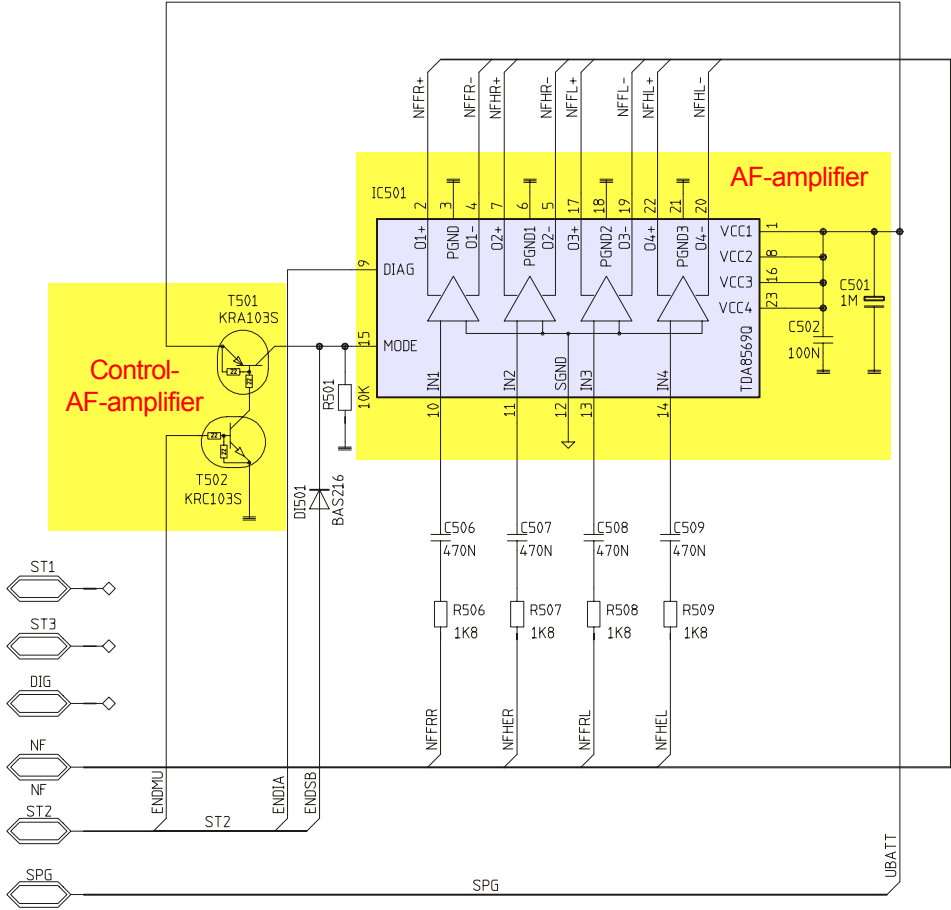 NFFR+
NFFR-
NFHR+
NFHR-
NFFL+
NFFL-
NFHL+
NFHL-
AF-amplifier
IC501
2
3
4
7
6
5
17
18
19
22
21
20
O1+
PGND
O1-
O2+
PGND1
O2-
O3+
PGND2
O3-
O4+
PGND3
O4-
VCC1
1
VCC2
8
VCC3
16
VCC4
23
9
DIAG
15
MODE
C501
1M
C502
100N
TDA8569Q
T501
KRA103S
22
22
Control-
AF-amplifier
R501
10K
IN1
IN2
SGND
IN3
IN4
10
11
12
13
14
22
22
T502
KRC103S
DI501
BAS216
C506
470N
C507
470N
C508
470N
C509
470N
ST1
R506
1K8
R507
1K8
R508
1K8
R509
1K8
ST3
DIG
NFFRR
NFHER
NFFRL
NFHEL
NF
NF
ENDMU
ENDIA
ENDSB
ST2
ST2
UBATT
SPG
SPG